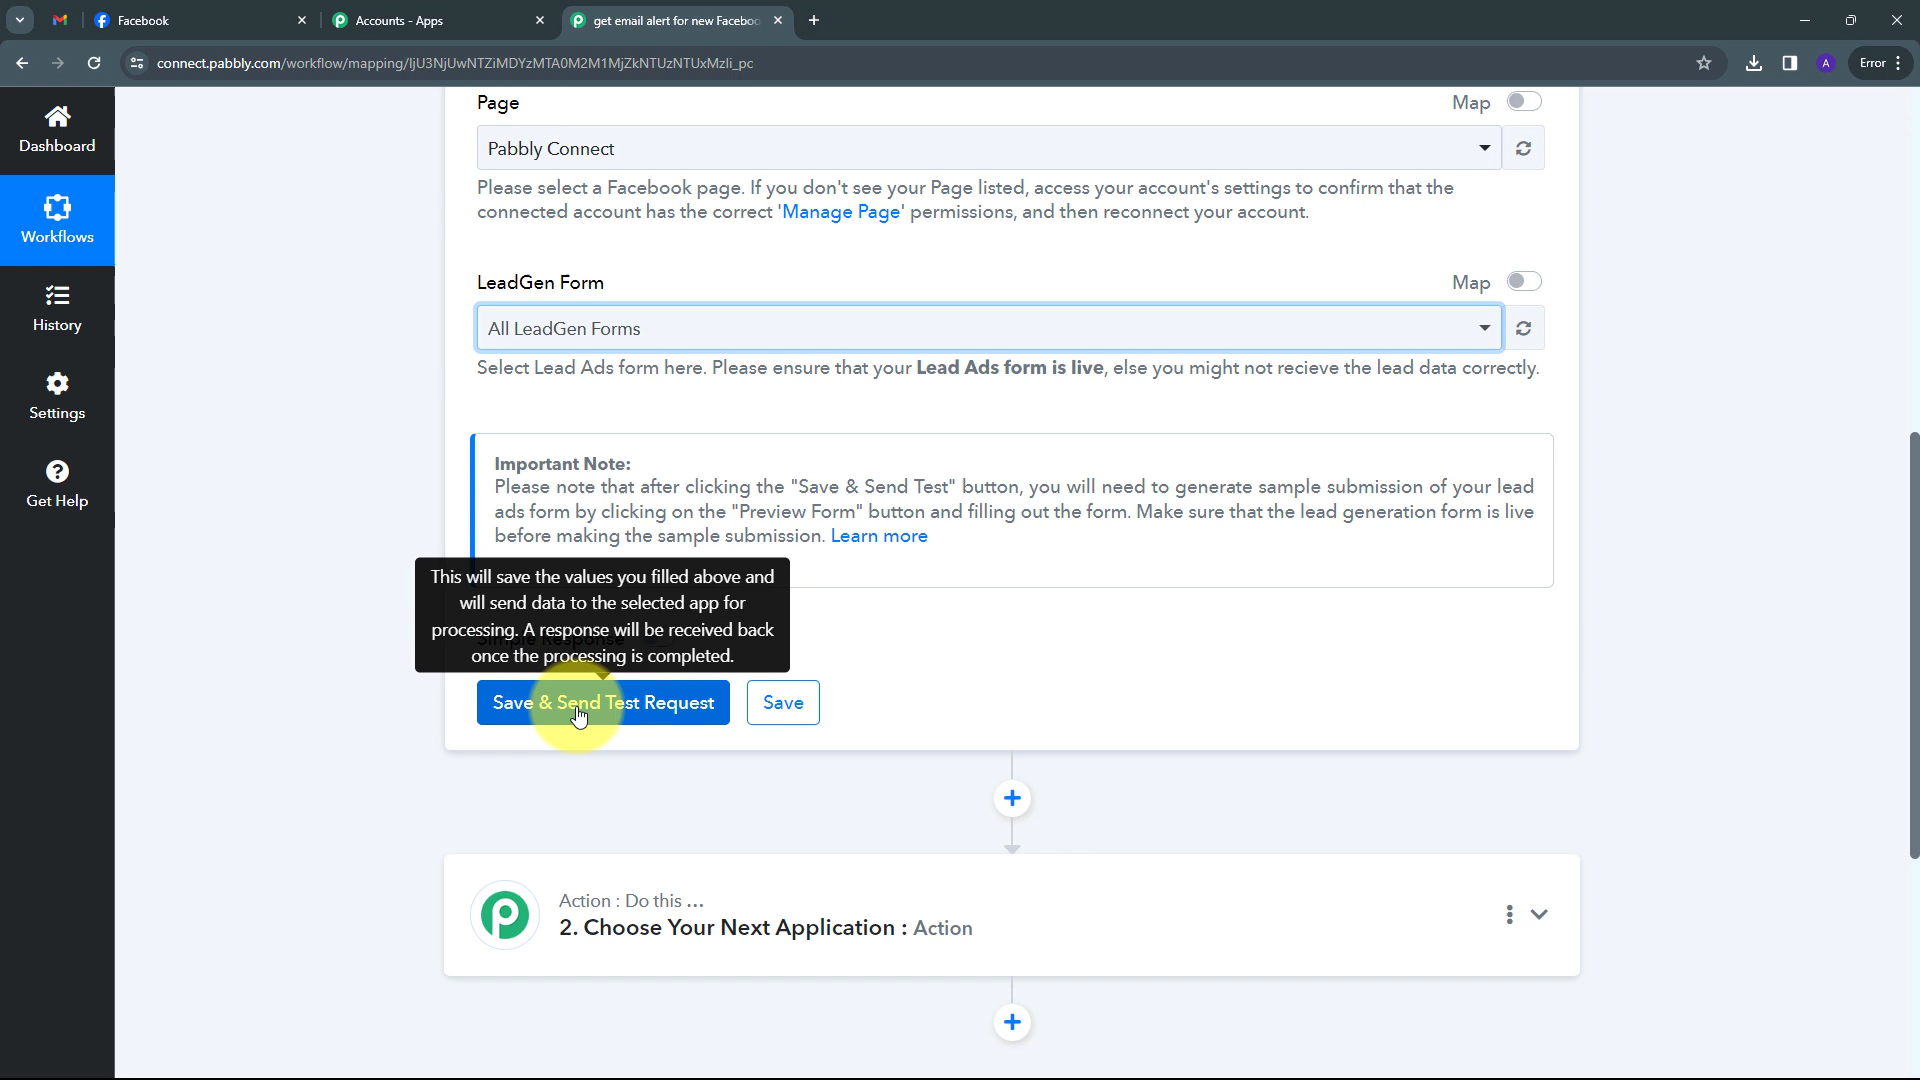 Facebook
Accounts - Apps
get email alert for new Faceboo
connect.pabbly.com/workflow/mapping/IjU3NjUwNTZiMDYzMTA0M2M1MjZkNTUzNTUxMzIi_pc
A
Error
Dashboard
Workflows
History
Settings
Get Help
Page
Map
Pabbly Connect
Please select a Facebook page. If you don't see your Page listed, access your account's settings to confirm that the
connected account has the correct 'Manage Page' permissions, and then reconnect your account.
LeadGen Form
Map
All LeadGen Forms
Select Lead Ads form here. Please ensure that your Lead Ads form is live, else you might not recieve the lead data correctly.
Important Note:
Please note that after clicking the "Save & Send Test" button, you will need to generate sample submission of your lead
ads form by clicking on the "Preview Form" button and filling out the form. Make sure that the lead generation form is live
before making the sample submission. Learn more
This will save the values you filled above and
will send data to the selected app for
processing. A response will be received back
once the processing is completed.
Save & Send Test Request
Save
Action : Do this ...
2. Choose Your Next Application : Action